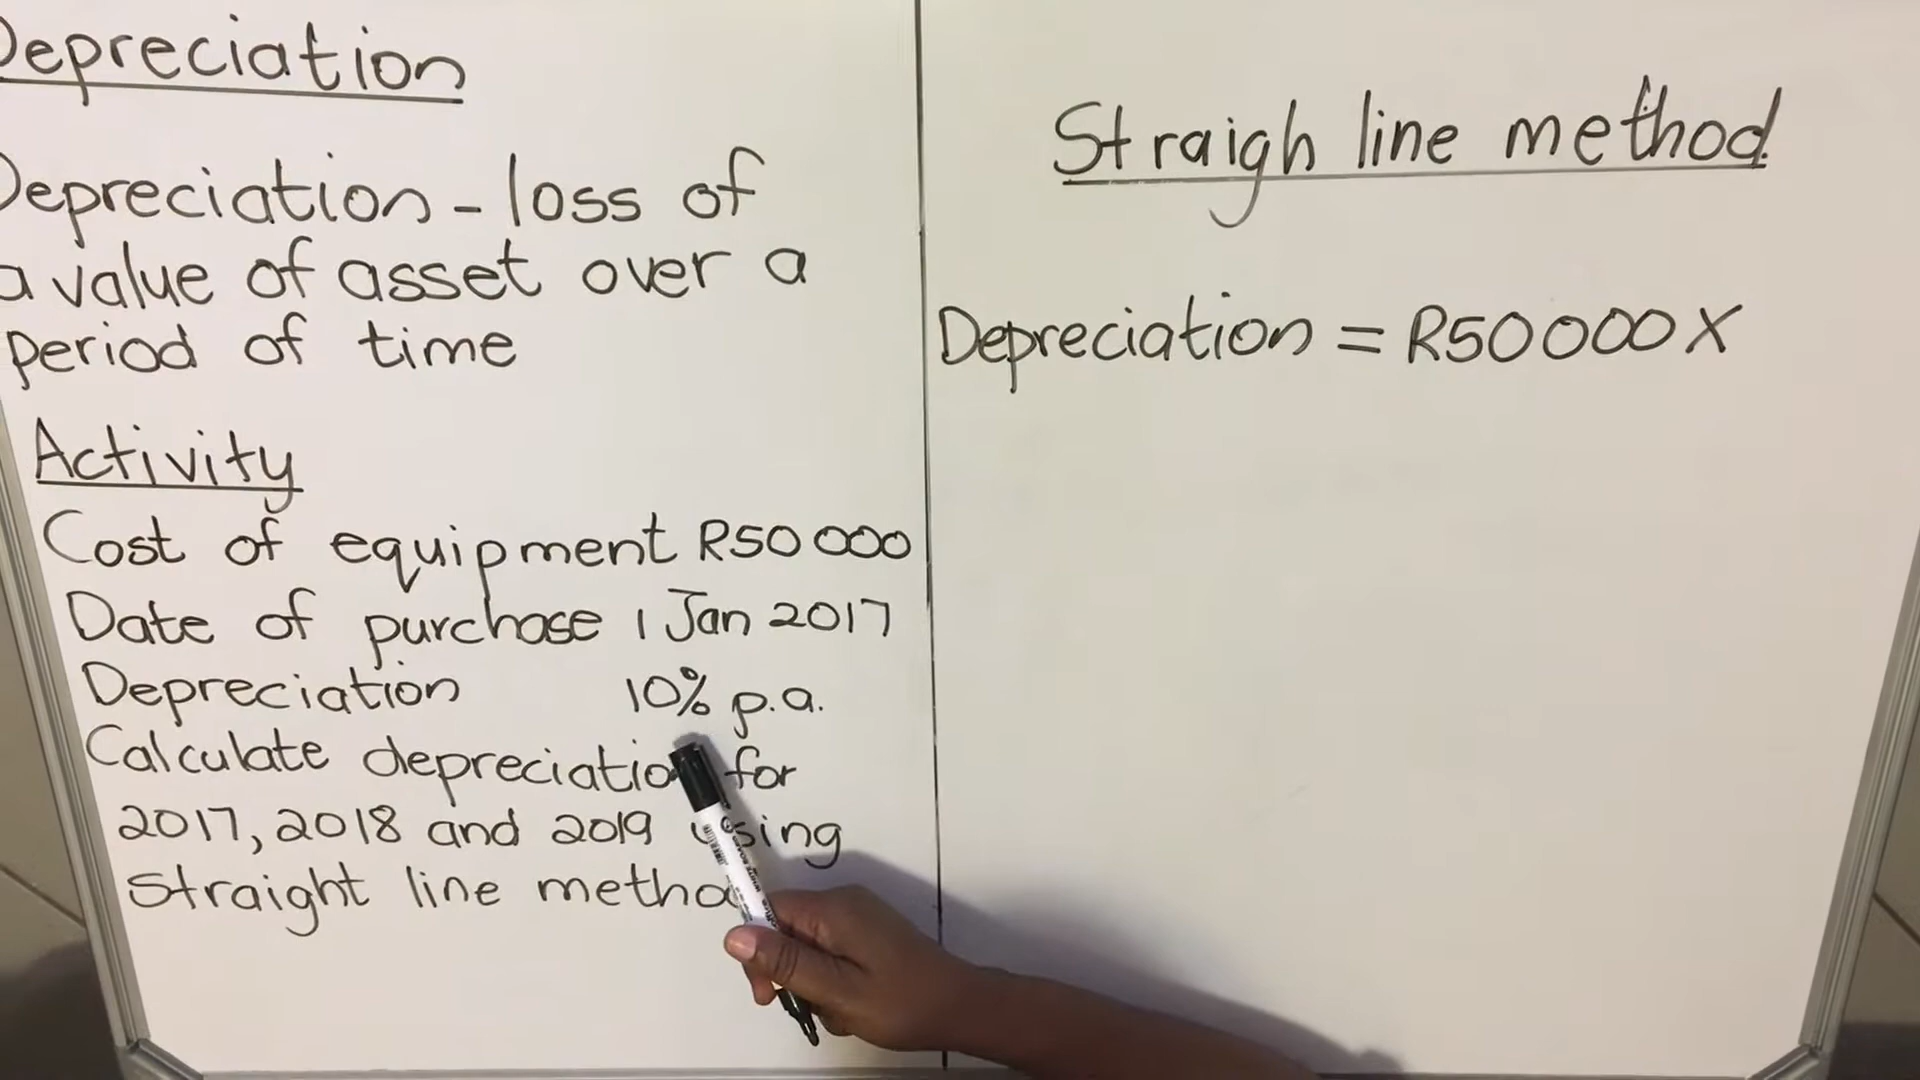 Depreciation
Depreciation - loss of
a value of asset over a
period of time
Activity
Cost of equipment R50 000
Date of purchase 1 Jan 2017
Depreciation 10% p.a.
Calculate depreciation for
2017, 2018 and 2019 using
straight line method
Straigh line method
Depreciation = R50000 X